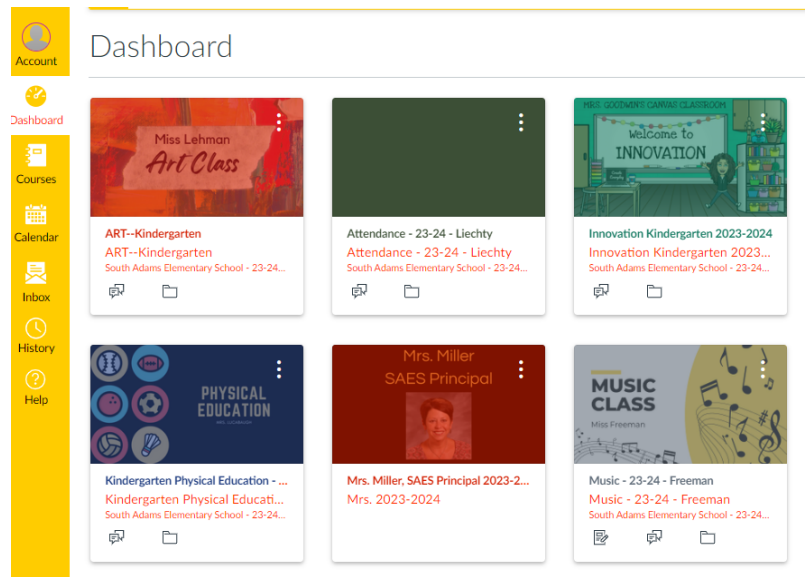 Account
Dashboard
Courses
Calendar
Inbox
History
Help
Dashboard
Miss Lehman
Art Class
ART--Kindergarten
ART--Kindergarten
South Adams Elementary School - 23-24...
Attendance - 23-24 - Liechty
Attendance - 23-24 - Liechty
South Adams Elementary School - 23-24...
MRS. GOODWIN'S CANVAS CLASSROOM
Welcome to
INNOVATION
Innovation Kindergarten 2023-2024
Innovation Kindergarten 2023...
South Adams Elementary School - 23-24...
PHYSICAL
EDUCATION
Kindergarten Physical Education - ...
Kindergarten Physical Educati...
South Adams Elementary School - 23-24...
Mrs. Miller
SAES Principal
Mrs. Miller, SAES Principal 2023-2...
Mrs. 2023-2024
MUSIC
CLASS
Miss Freeman
Music - 23-24 - Freeman
Music - 23-24 - Freeman
South Adams Elementary School - 23-24...